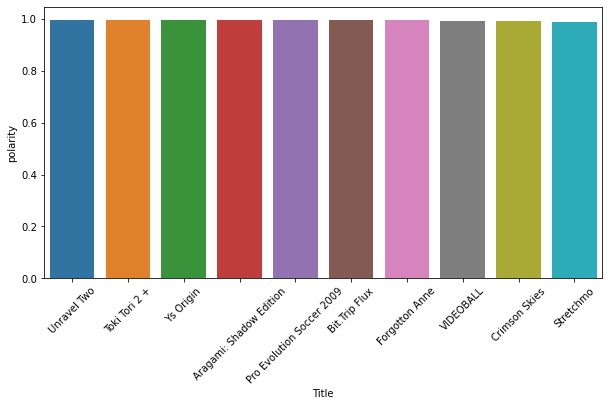 1.0
0.8
0.6
0.4
0.2
0.0
polarity
Unravel Two
Toki Tori 2 +
Ys Origin
Aragami: Shadow Edition
Pro Evolution Soccer 2009
Bit.Trip Flux
Forgotton Anne
VIDEOBALL
Crimson Skies
Stretchmo
Title